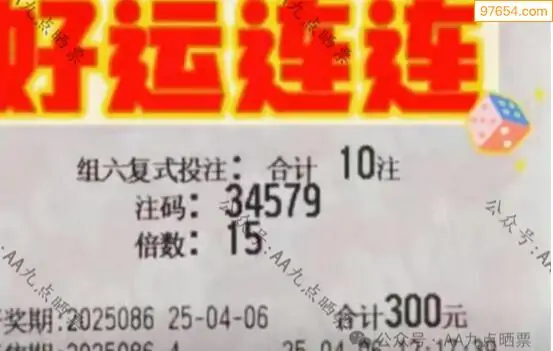 97654.com
好运连连
组六复式投注：合计 10注
注码：34579
倍数：15
奖期:2025086 25-04-06 合计300元
公众号:AA九点晒票
公众号:AA九点晒票
公众号:AA九点晒票
公众号：AA九点晒票